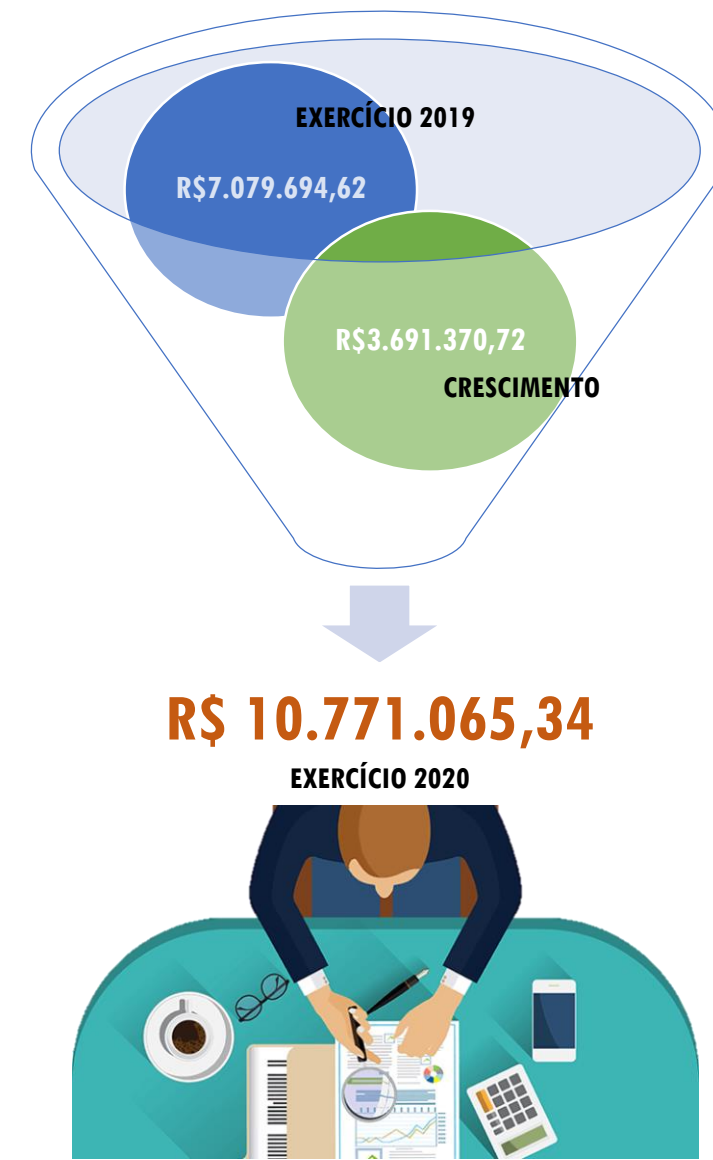 EXERCÍCIO 2019
R$7.079.694,62
R$3.691.370,72
CRESCIMENTO
R$ 10.771.065,34
EXERCÍCIO 2020